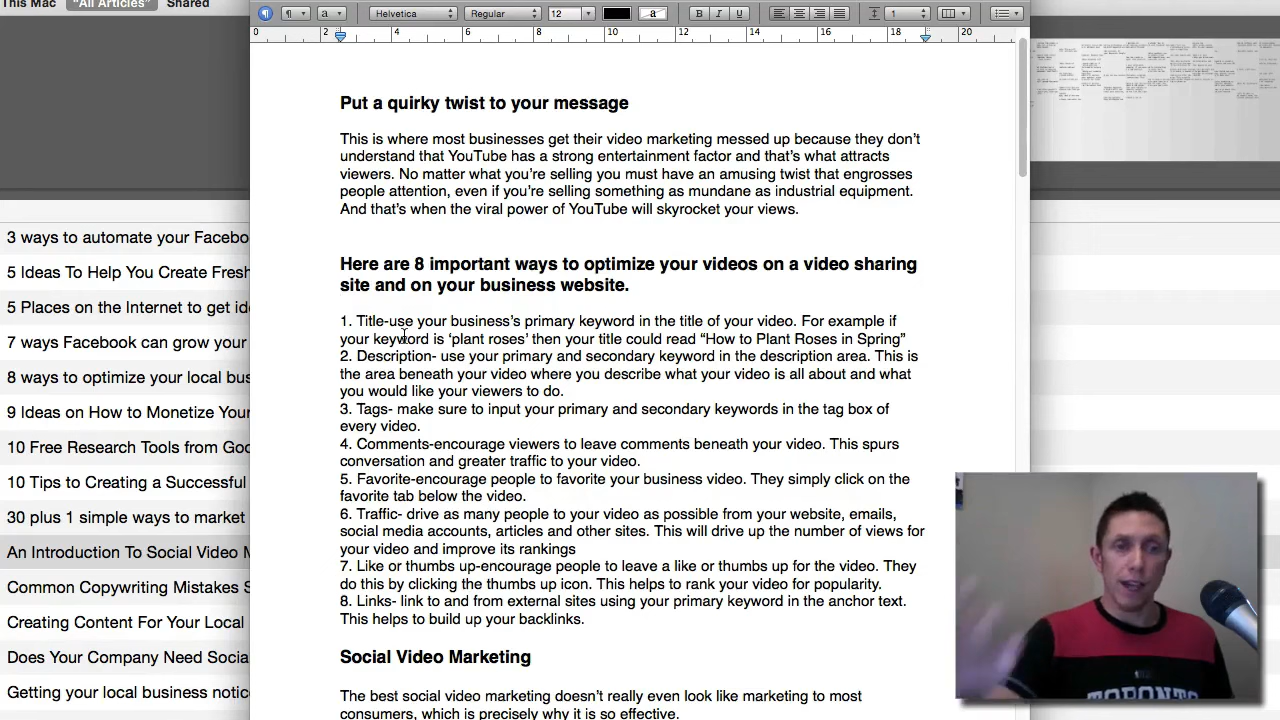 This Mac "All Articles" Shared
¶ a Helvetica Regular 12 a B I U 1
0 2 4 6 8 10 12 14 16 18 20
Put a quirky twist to your message
This is where most businesses get their video marketing messed up because they don’t
understand that YouTube has a strong entertainment factor and that’s what attracts
viewers. No matter what you’re selling you must have an amusing twist that engrosses
people attention, even if you’re selling something as mundane as industrial equipment.
And that’s when the viral power of YouTube will skyrocket your views.
Here are 8 important ways to optimize your videos on a video sharing
site and on your business website.
1. Title-use your business’s primary keyword in the title of your video. For example if
your keyword is ‘plant roses’ then your title could read “How to Plant Roses in Spring”
2. Description- use your primary and secondary keyword in the description area. This is
the area beneath your video where you describe what your video is all about and what
you would like your viewers to do.
3. Tags- make sure to input your primary and secondary keywords in the tag box of
every video.
4. Comments-encourage viewers to leave comments beneath your video. This spurs
conversation and greater traffic to your video.
5. Favorite-encourage people to favorite your business video. They simply click on the
favorite tab below the video.
6. Traffic- drive as many people to your video as possible from your website, emails,
social media accounts, articles and other sites. This will drive up the number of views for
your video and improve its rankings
7. Like or thumbs up-encourage people to leave a like or thumbs up for the video. They
do this by clicking the thumbs up icon. This helps to rank your video for popularity.
8. Links- link to and from external sites using your primary keyword in the anchor text.
This helps to build up your backlinks.
Social Video Marketing
The best social video marketing doesn’t really even look like marketing to most
consumers, which is precisely why it is so effective.
3 ways to automate your Facebo
5 Ideas To Help You Create Fresh
5 Places on the Internet to get id
7 ways Facebook can grow your
8 ways to optimize your local bus
9 Ideas on How to Monetize Your
10 Free Research Tools from Goo
10 Tips to Creating a Successful
30 plus 1 simple ways to market
An Introduction To Social Video M
Common Copywriting Mistakes S
Creating Content For Your Local
Does Your Company Need Socia
Getting your local business notic
TORONTO